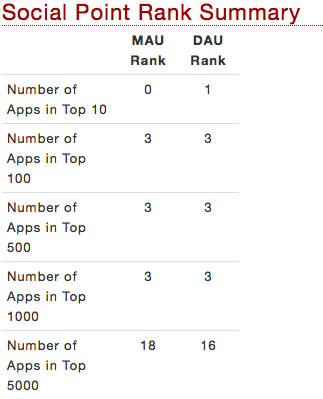 Social Point Rank Summary
MAU DAU
Rank Rank
Number of 0 1
Apps in Top 10
Number of 3 3
Apps in Top
100
Number of 3 3
Apps in Top
500
Number of 3 3
Apps in Top
1000
Number of 18 16
Apps in Top
5000